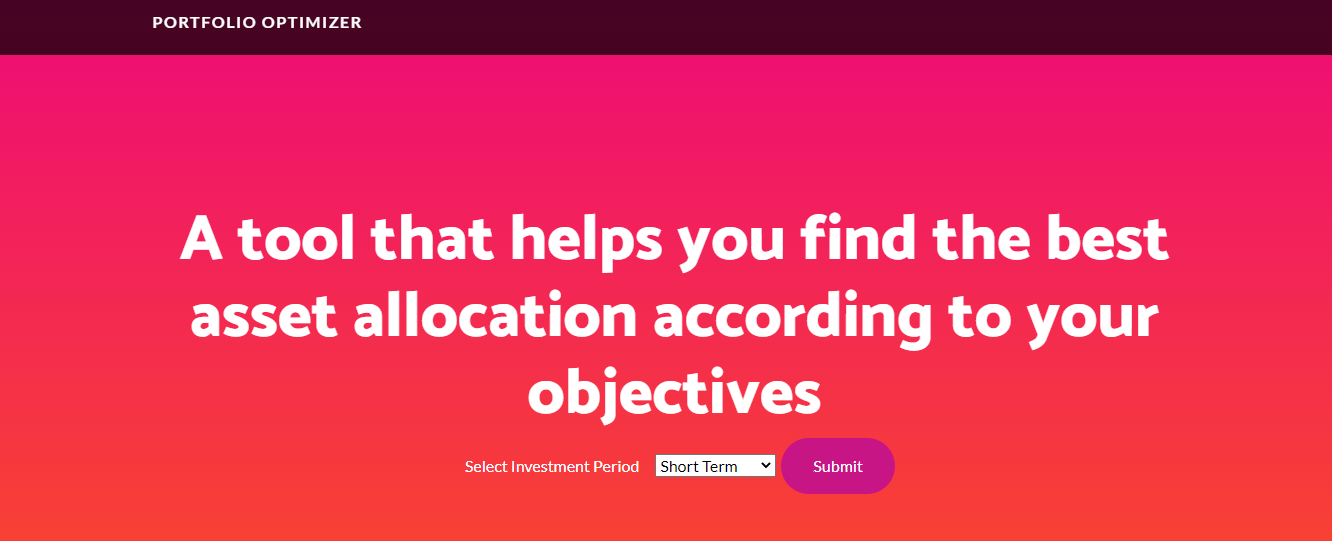 PORTFOLIO OPTIMIZER
A tool that helps you find the best
asset allocation according to your
objectives
Select Investment Period Short Term Submit